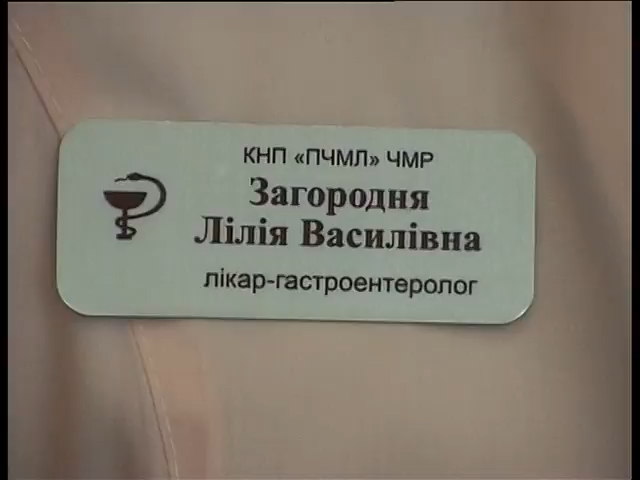 КНП «ПЧМЛ» ЧМР
Загородня
Лілія Василівна
лікар-гастроентеролог